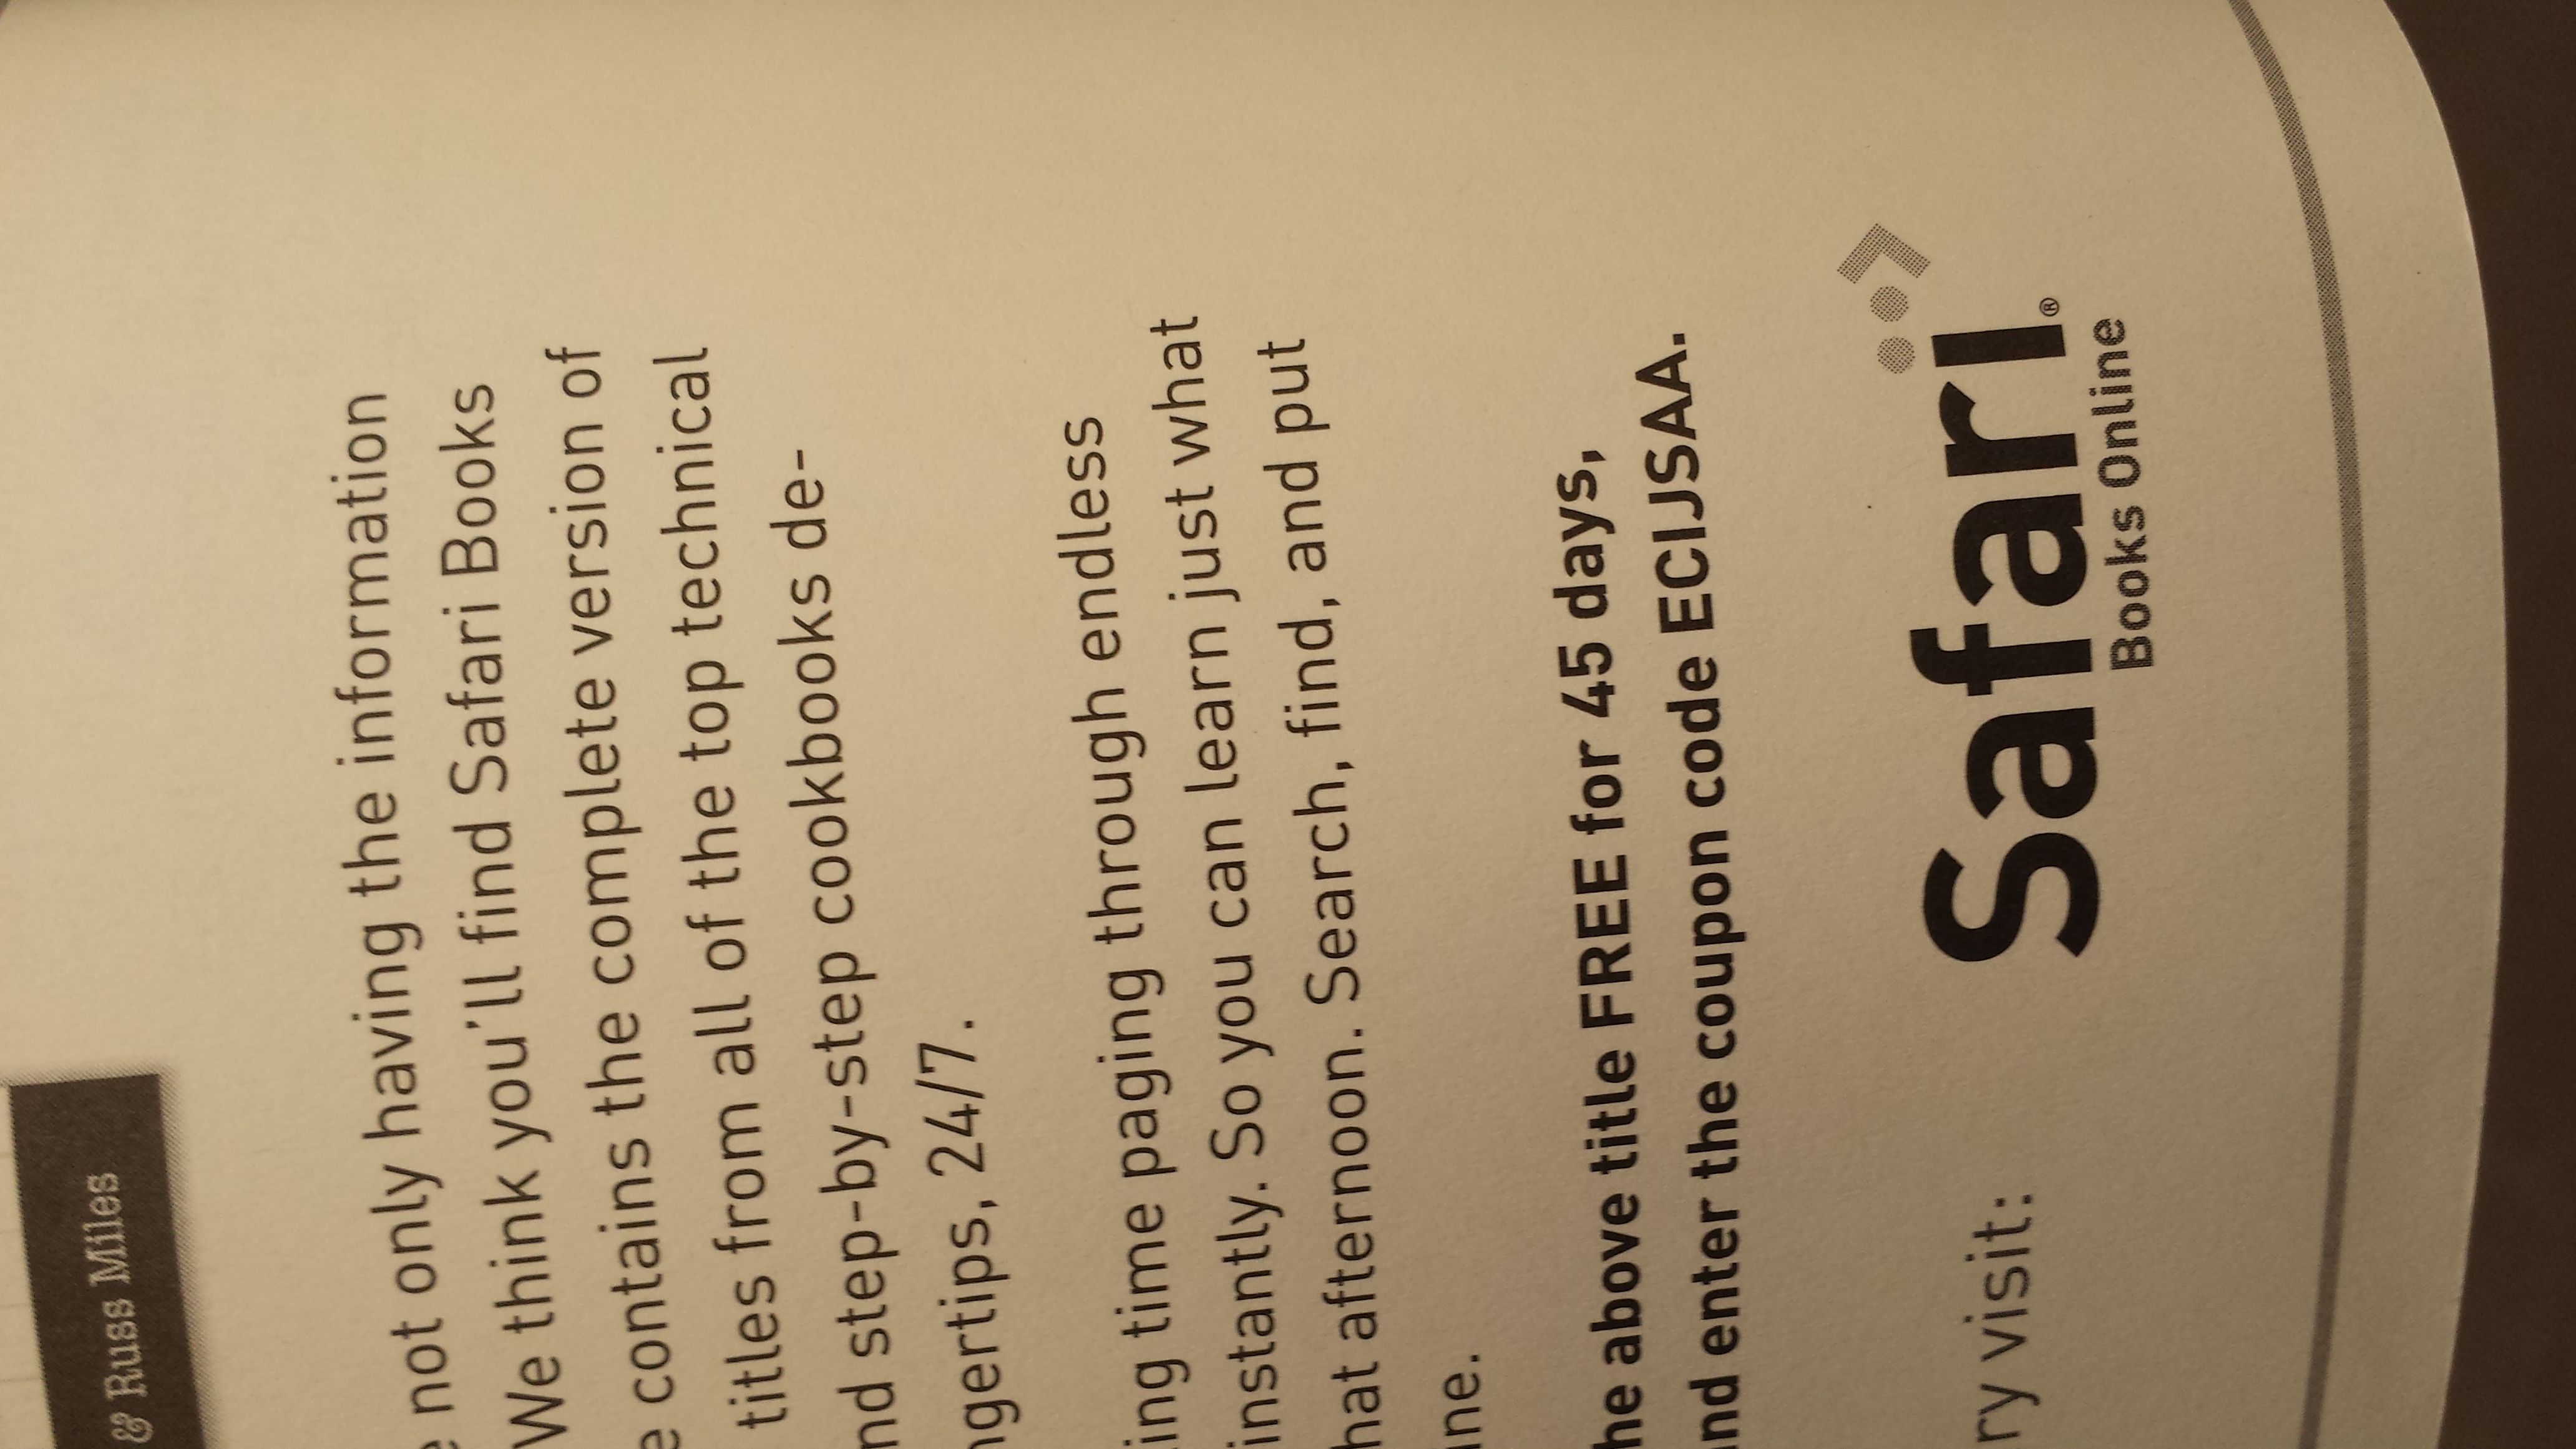 & Russ Miles
not only having the information
We think you'll find Safari Books
contains the complete version of
titles from all of the top technical
nd step-by-step cookbooks de-
ngertips, 24/7.
ing time paging through endless
instantly. So you can learn just what
hat afternoon. Search, find, and put
ine.
he above title FREE for 45 days,
nd enter the coupon code ECIJSAA.
ry visit:
Safari®
Books Online